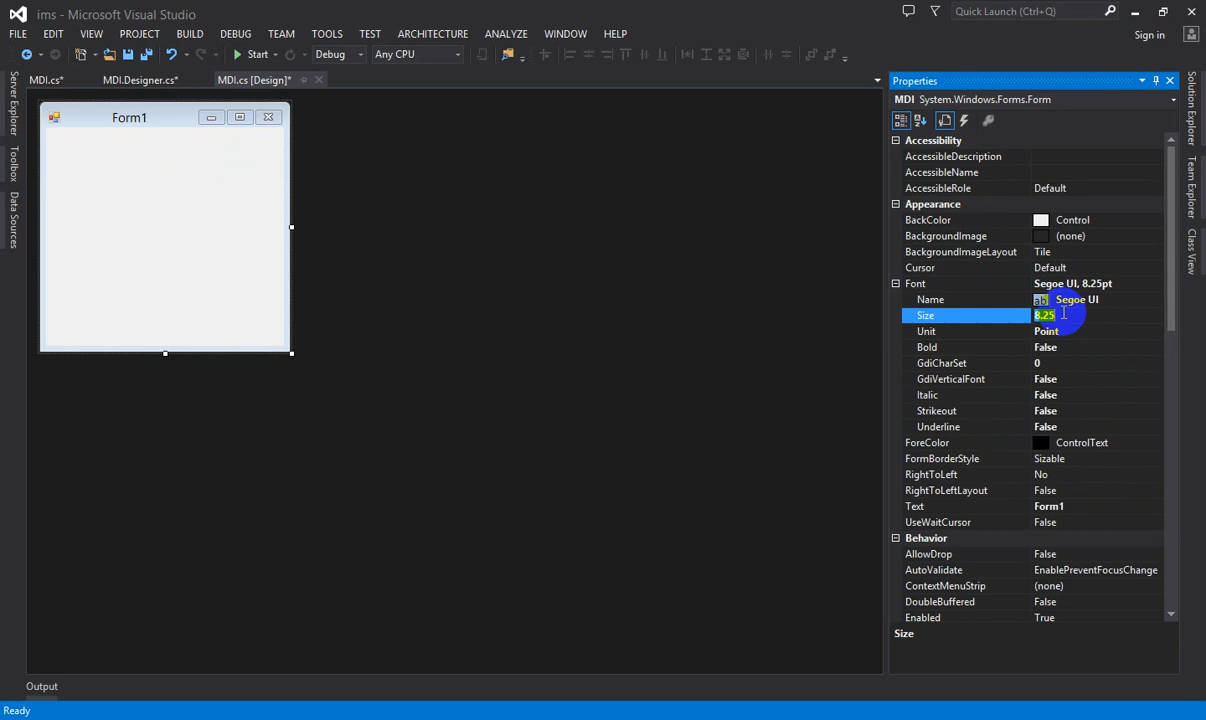 ims - Microsoft Visual Studio
Quick Launch (Ctrl+Q)
FILE EDIT VIEW PROJECT BUILD DEBUG TEAM TOOLS TEST ARCHITECTURE ANALYZE WINDOW HELP
Sign in
Start Debug Any CPU
MDI.cs* MDI.Designer.cs* MDI.cs [Design]*
Server Explorer
Toolbox
Data Sources
Form1
Properties
MDI System.Windows.Forms.Form
Accessibility
AccessibleDescription
AccessibleName
AccessibleRole Default
Appearance
BackColor Control
BackgroundImage (none)
BackgroundImageLayout Tile
Cursor Default
Font Segoe UI, 8.25pt
Name ab Segoe UI
Size 8.25
Unit Point
Bold False
GdiCharSet 0
GdiVerticalFont False
Italic False
Strikeout False
Underline False
ForeColor ControlText
FormBorderStyle Sizable
RightToLeft No
RightToLeftLayout False
Text Form1
UseWaitCursor False
Behavior
AllowDrop False
AutoValidate EnablePreventFocusChange
ContextMenuStrip (none)
DoubleBuffered False
Enabled True
Size
Solution Explorer
Team Explorer
Class View
Output
Ready